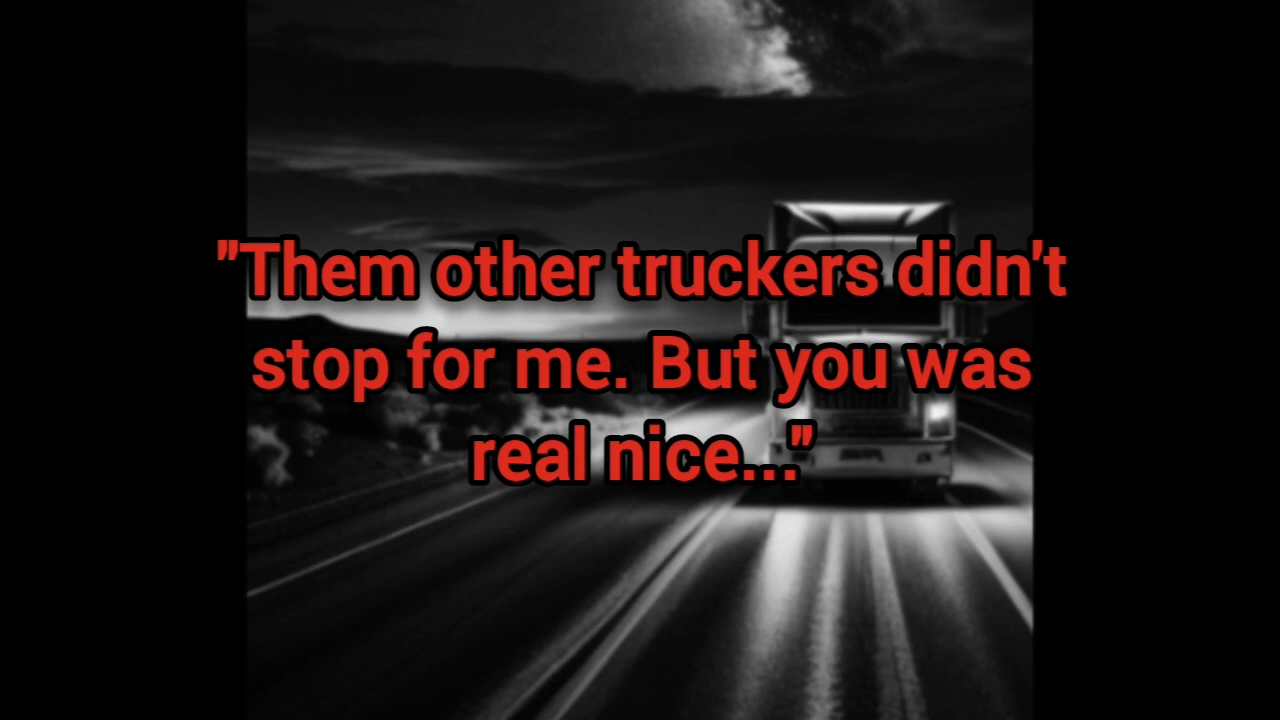 "Them other truckers didn't
stop for me. But you was
real nice..."